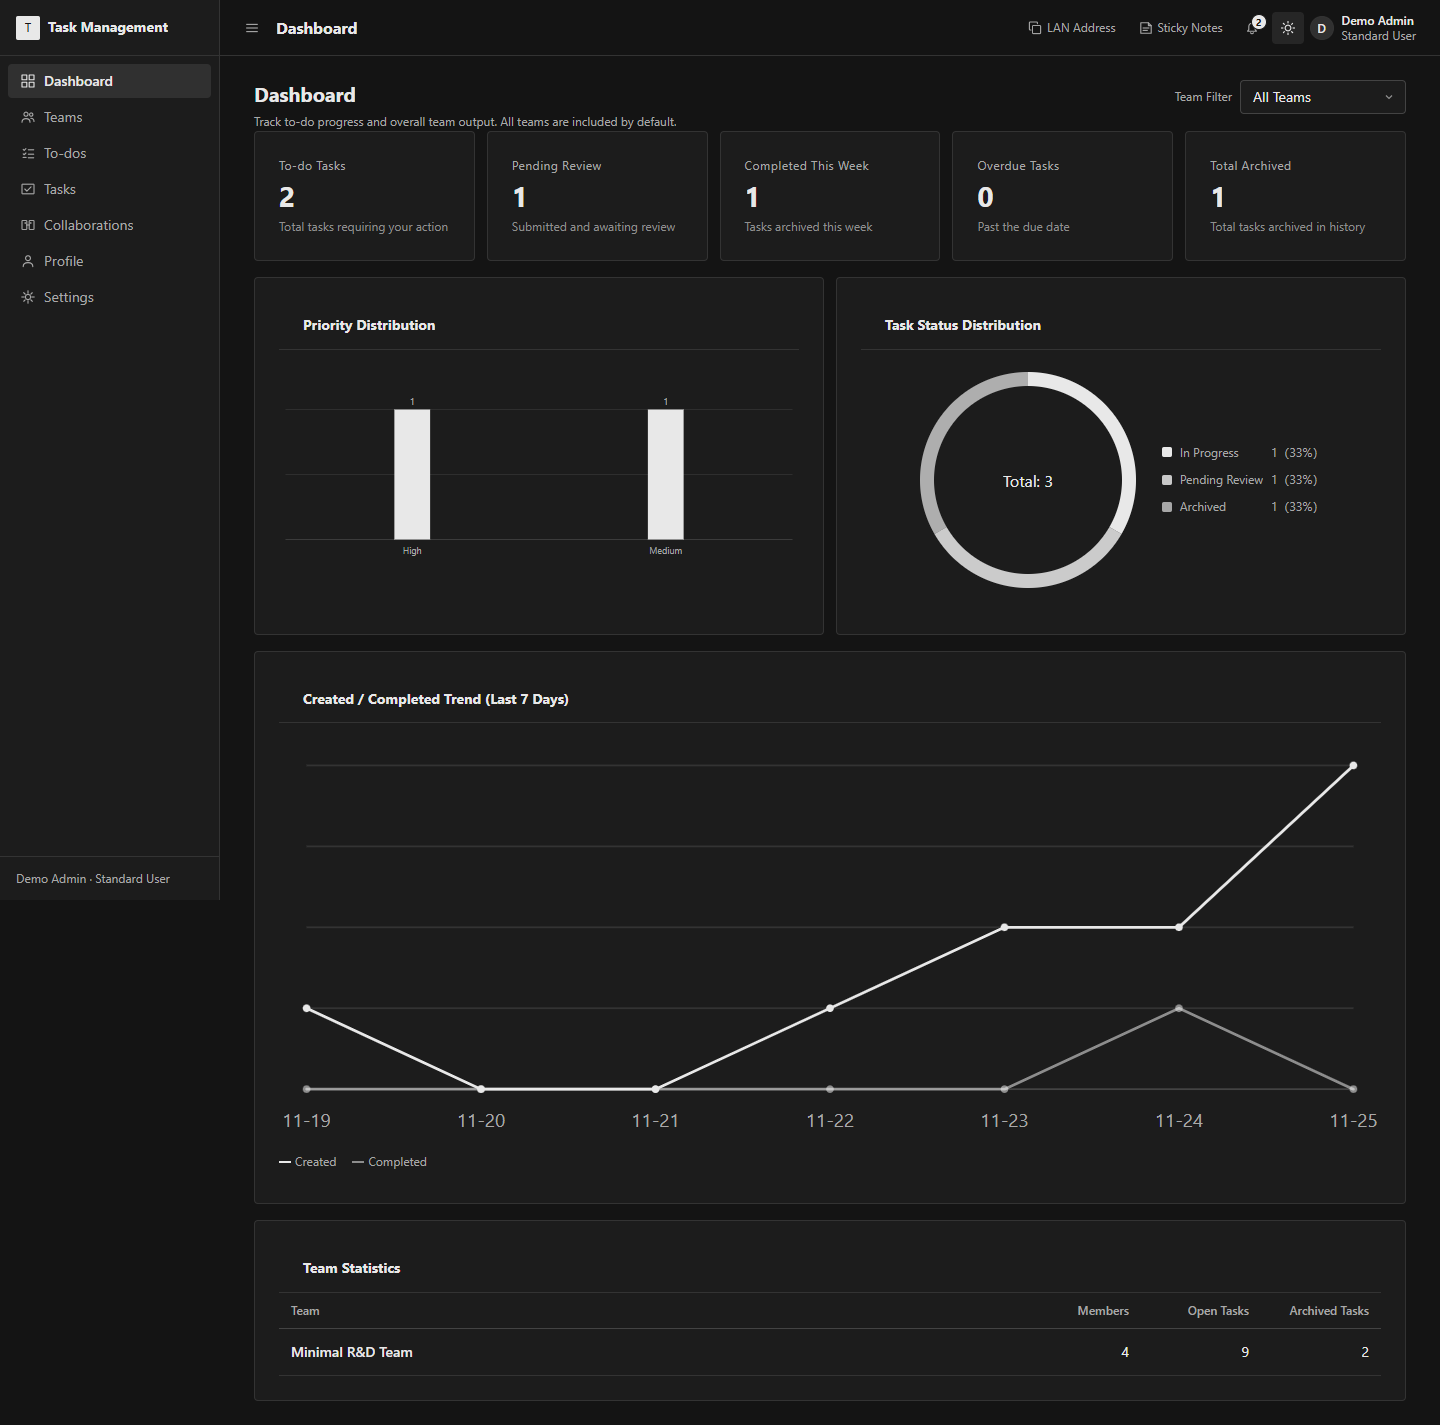 T Task Management
Dashboard
LAN Address
Sticky Notes
2
D
Demo Admin
Standard User
Dashboard
Teams
To-dos
Tasks
Collaborations
Profile
Settings
Demo Admin · Standard User
Dashboard
Track to-do progress and overall team output. All teams are included by default.
Team Filter
All Teams
To-do Tasks
2
Total tasks requiring your action
Pending Review
1
Submitted and awaiting review
Completed This Week
1
Tasks archived this week
Overdue Tasks
0
Past the due date
Total Archived
1
Total tasks archived in history
Priority Distribution
1 1
High Medium
Task Status Distribution
Total: 3
In Progress 1 (33%)
Pending Review 1 (33%)
Archived 1 (33%)
Created / Completed Trend (Last 7 Days)
11-19 11-20 11-21 11-22 11-23 11-24 11-25
Created Completed
Team Statistics
Team Members Open Tasks Archived Tasks
Minimal R&D Team 4 9 2